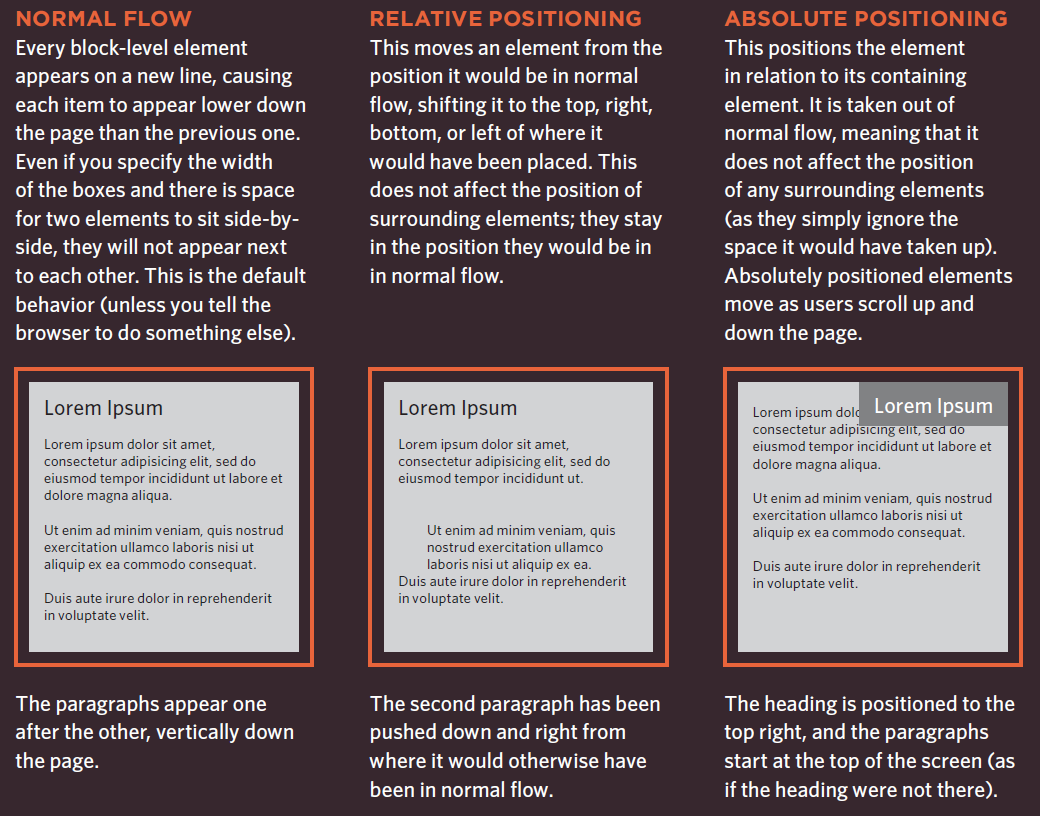 NORMAL FLOW
Every block-level element
appears on a new line, causing
each item to appear lower down
the page than the previous one.
Even if you specify the width
of the boxes and there is space
for two elements to sit side-by-
side, they will not appear next
to each other. This is the default
behavior (unless you tell the
browser to do something else).
Lorem Ipsum
Lorem ipsum dolor sit amet,
consectetur adipisicing elit, sed do
eiusmod tempor incididunt ut labore et
dolore magna aliqua.
Ut enim ad minim veniam, quis nostrud
exercitation ullamco laboris nisi ut
aliquip ex ea commodo consequat.
Duis aute irure dolor in reprehenderit
in voluptate velit.
The paragraphs appear one
after the other, vertically down
the page.
RELATIVE POSITIONING
This moves an element from the
position it would be in normal
flow, shifting it to the top, right,
bottom, or left of where it
would have been placed. This
does not affect the position of
surrounding elements; they stay
in the position they would be in
in normal flow.
Lorem Ipsum
Lorem ipsum dolor sit amet,
consectetur adipisicing elit, sed do
eiusmod tempor incididunt ut.
Ut enim ad minim veniam, quis
nostrud exercitation ullamco
laboris nisi ut aliquip ex ea.
Duis aute irure dolor in reprehenderit
in voluptate velit.
The second paragraph has been
pushed down and right from
where it would otherwise have
been in normal flow.
ABSOLUTE POSITIONING
This positions the element
in relation to its containing
element. It is taken out of
normal flow, meaning that it
does not affect the position
of any surrounding elements
(as they simply ignore the
space it would have taken up).
Absolutely positioned elements
move as users scroll up and
down the page.
Lorem Ipsum
Lorem ipsum
consectetur adipisicing elit, sed do
eiusmod tempor incididunt ut labore et
dolore magna aliqua.
Ut enim ad minim veniam, quis nostrud
exercitation ullamco laboris nisi ut
aliquip ex ea commodo consequat.
Duis aute irure dolor in reprehenderit
in voluptate velit.
The heading is positioned to the
top right, and the paragraphs
start at the top of the screen (as
if the heading were not there).